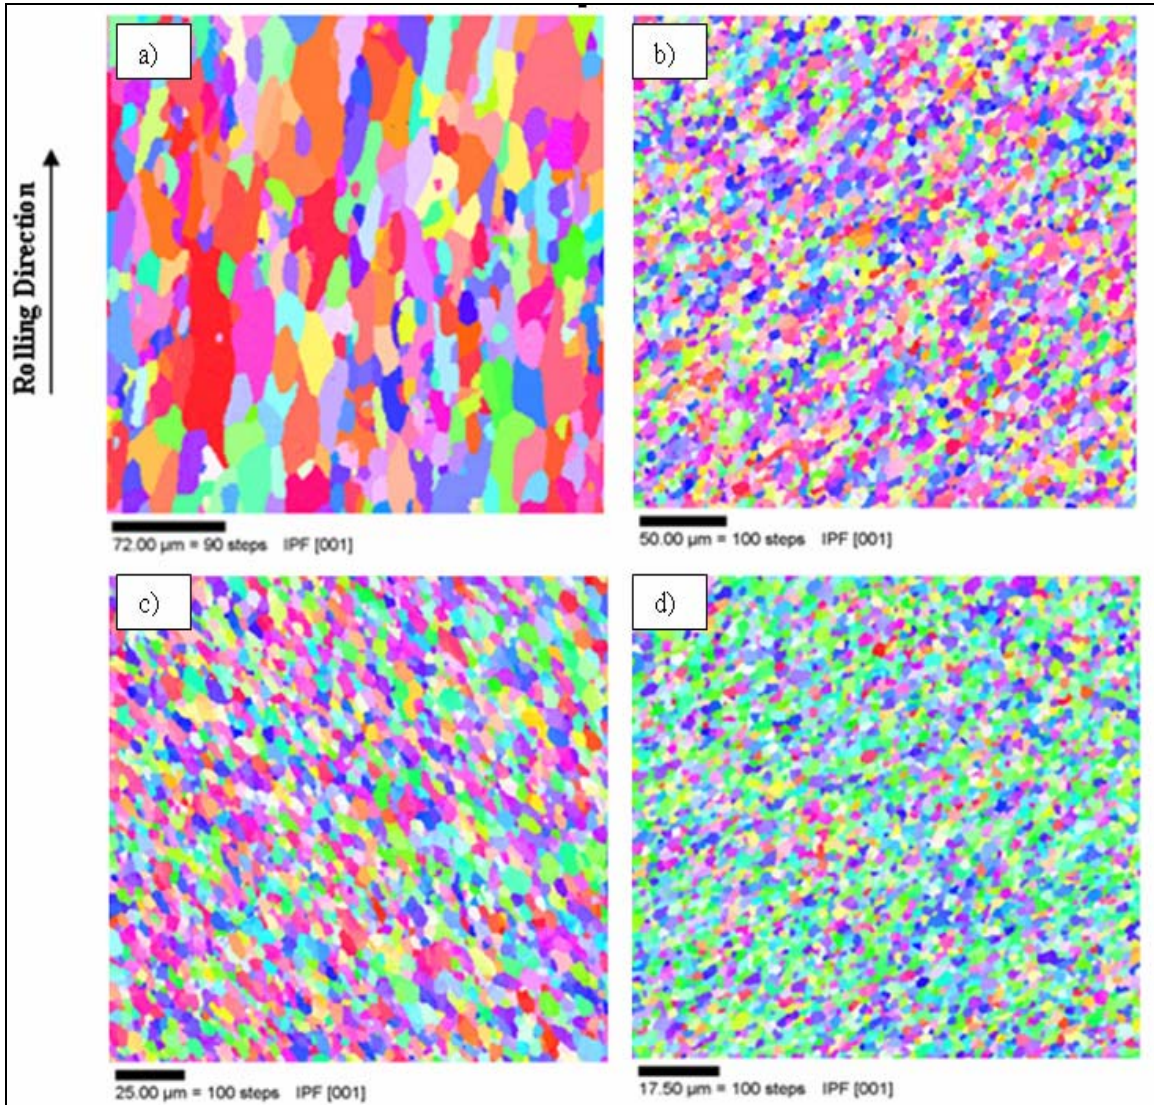 a)
b)
Rolling Direction
72.00 µm = 90 steps IPF [001]
50.00 µm = 100 steps IPF [001]
c)
d)
25.00 µm = 100 steps IPF [001]
17.50 µm = 100 steps IPF [001]